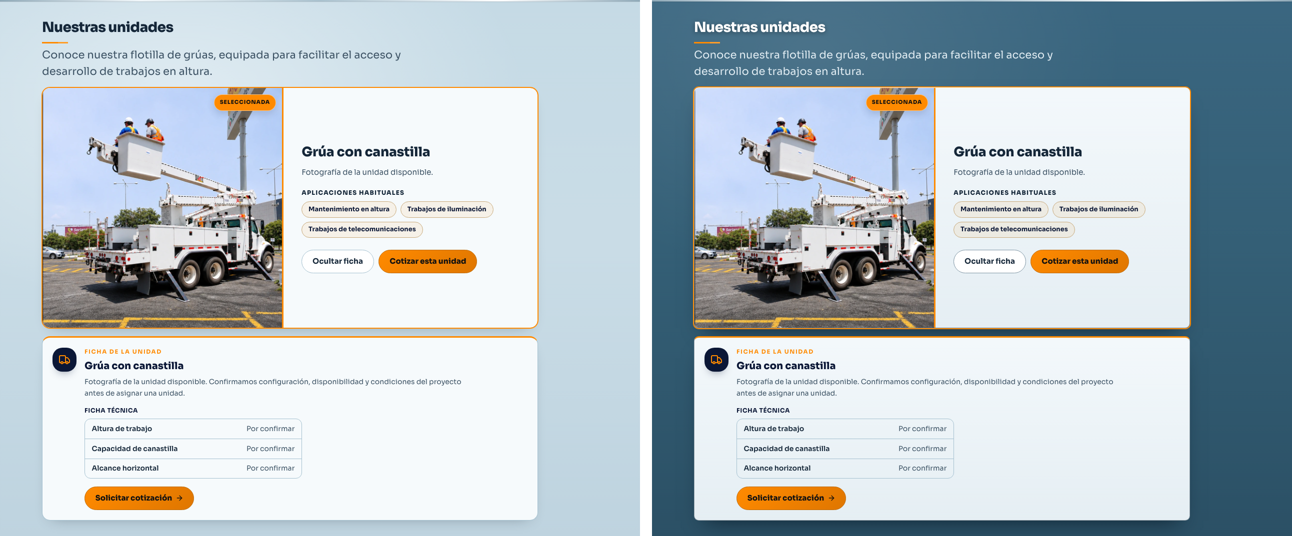 Nuestras unidades
Conoce nuestra flotilla de grúas, equipada para facilitar el acceso y
desarrollo de trabajos en altura.
SELECCIONADA
Grúa con canastilla
Fotografía de la unidad disponible.
APLICACIONES HABITUALES
Mantenimiento en altura
Trabajos de iluminación
Trabajos de telecomunicaciones
Ocultar ficha
Cotizar esta unidad
FICHA DE LA UNIDAD
Grúa con canastilla
Fotografía de la unidad disponible. Confirmamos configuración, disponibilidad y condiciones del proyecto
antes de asignar una unidad.
FICHA TÉCNICA
Altura de trabajo Por confirmar
Capacidad de canastilla Por confirmar
Alcance horizontal Por confirmar
Solicitar cotización →
Nuestras unidades
Conoce nuestra flotilla de grúas, equipada para facilitar el acceso y
desarrollo de trabajos en altura.
SELECCIONADA
Grúa con canastilla
Fotografía de la unidad disponible.
APLICACIONES HABITUALES
Mantenimiento en altura
Trabajos de iluminación
Trabajos de telecomunicaciones
Ocultar ficha
Cotizar esta unidad
FICHA DE LA UNIDAD
Grúa con canastilla
Fotografía de la unidad disponible. Confirmamos configuración, disponibilidad y condiciones del proyecto
antes de asignar una unidad.
FICHA TÉCNICA
Altura de trabajo Por confirmar
Capacidad de canastilla Por confirmar
Alcance horizontal Por confirmar
Solicitar cotización →